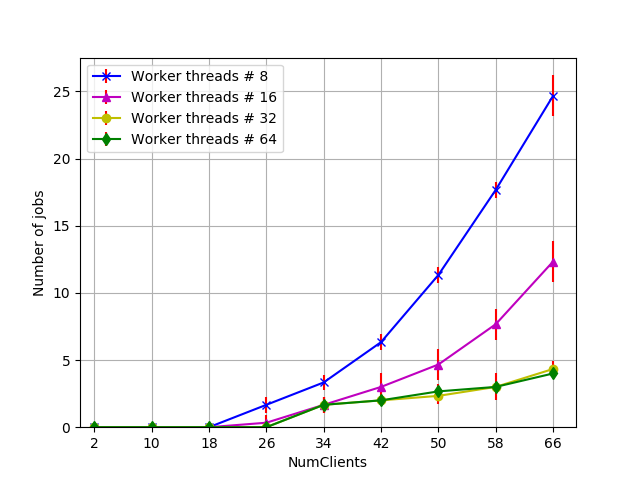 Worker threads # 8
Worker threads # 16
Worker threads # 32
Worker threads # 64
25
20
15
10
5
0
Number of jobs
2 10 18 26 34 42 50 58 66
NumClients